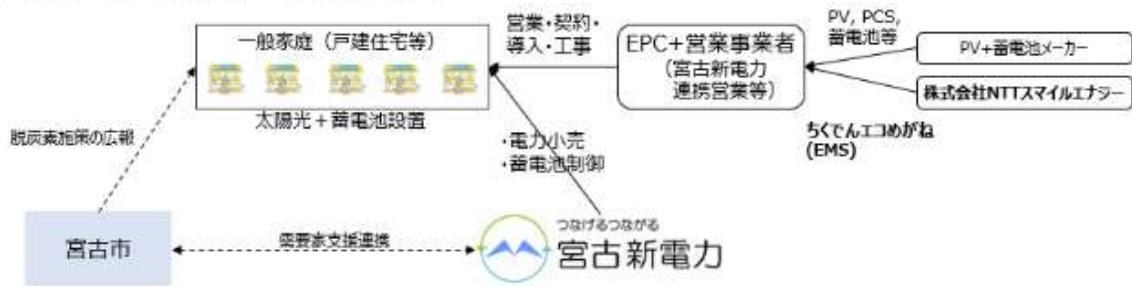 一般家庭（戸建住宅等）
太陽光＋蓄電池設置
営業・契約・
導入・工事
EPC+営業事業者
（宮古新電力
連携営業等）
PV, PCS,
蓄電池等
PV+蓄電池メーカー
株式会社NTTスマイルエナジー
ちくでんエコめがね
(EMS)
脱炭素施策の広報
・電力小売
・蓄電池制御
宮古市
需要家支援連携
つなげるつながる
宮古新電力